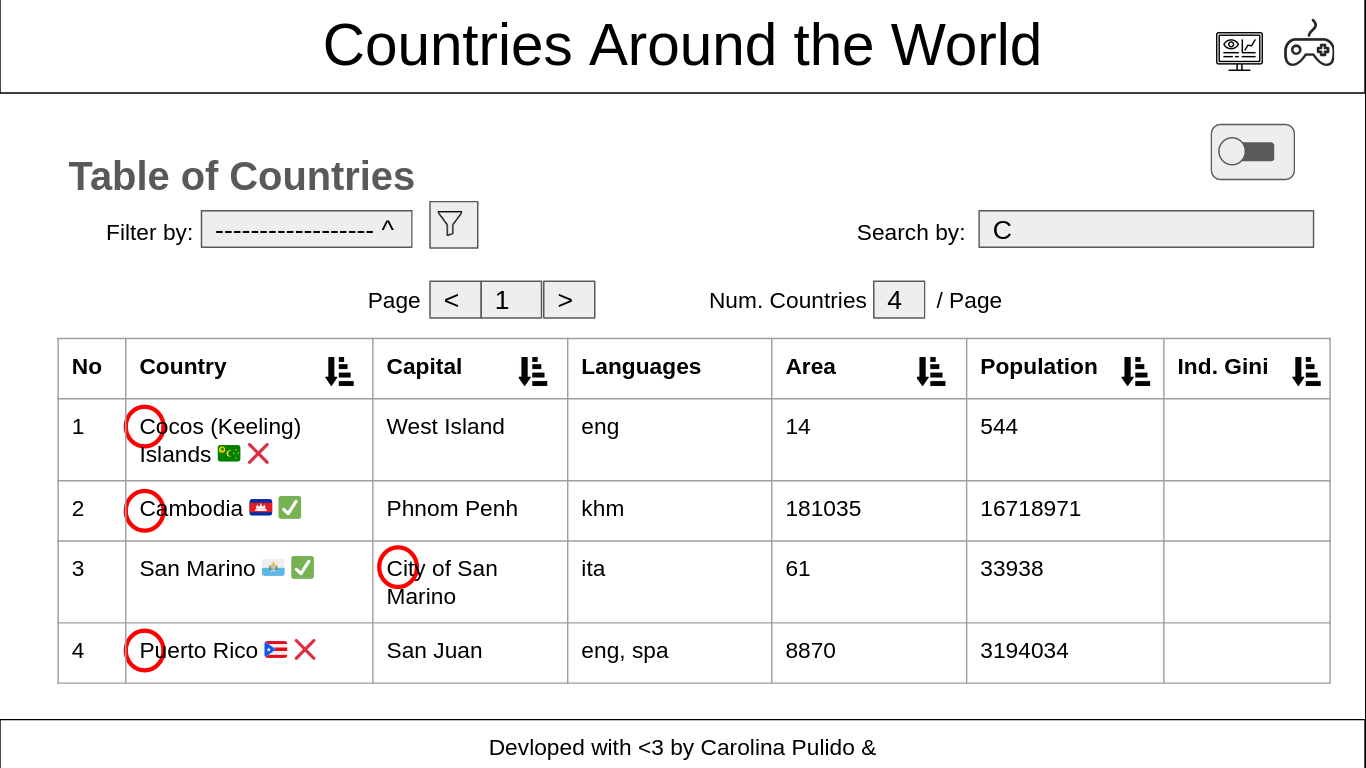 Countries Around the World
Table of Countries
Filter by: ------------------ ^
Search by: C
Page < 1 > Num. Countries 4 / Page
No Country Capital Languages Area Population Ind. Gini
1 Cocos (Keeling) West Island eng 14 544
Islands
2 Cambodia Phnom Penh khm 181035 16718971
3 San Marino City of San ita 61 33938
Marino
4 Puerto Rico San Juan eng, spa 8870 3194034
Devloped with <3 by Carolina Pulido &